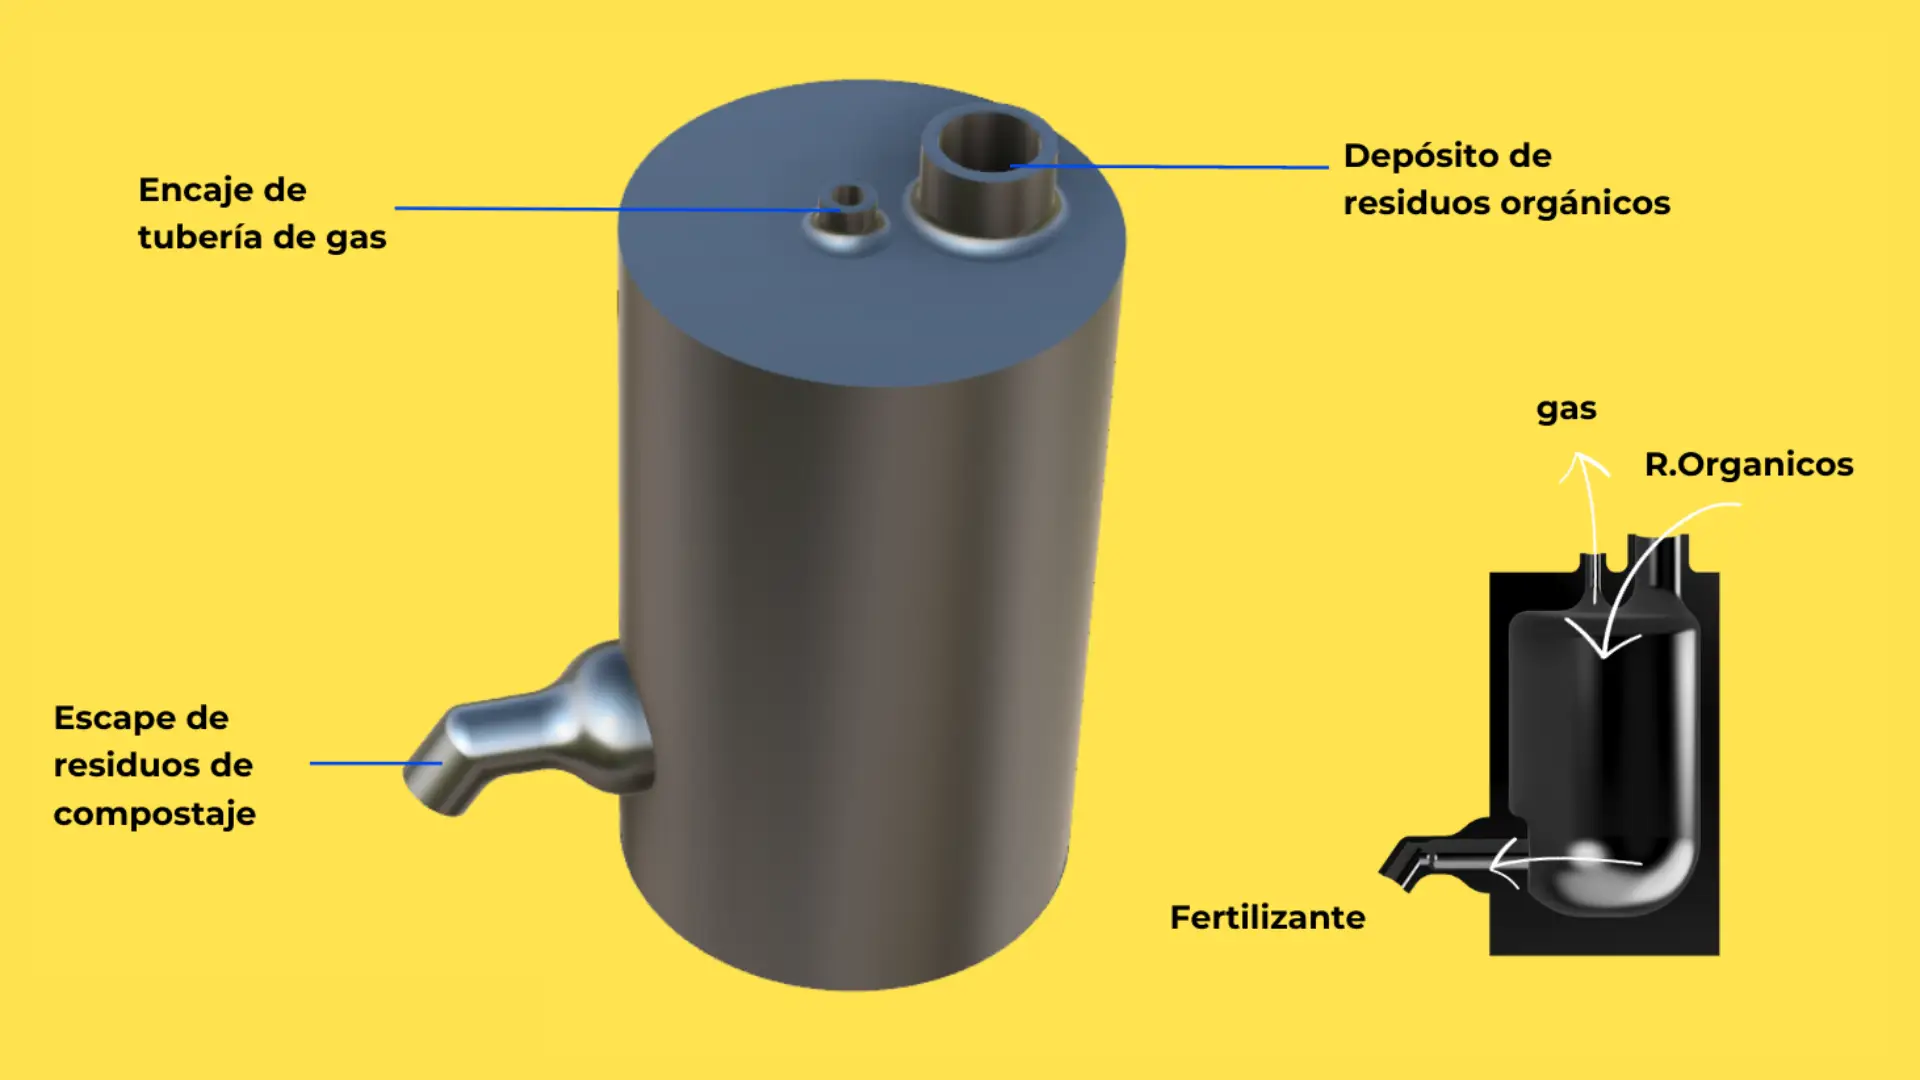 Encaje de
tubería de gas
Depósito de
residuos orgánicos
gas
R.Organicos
Escape de
residuos de
compostaje
Fertilizante